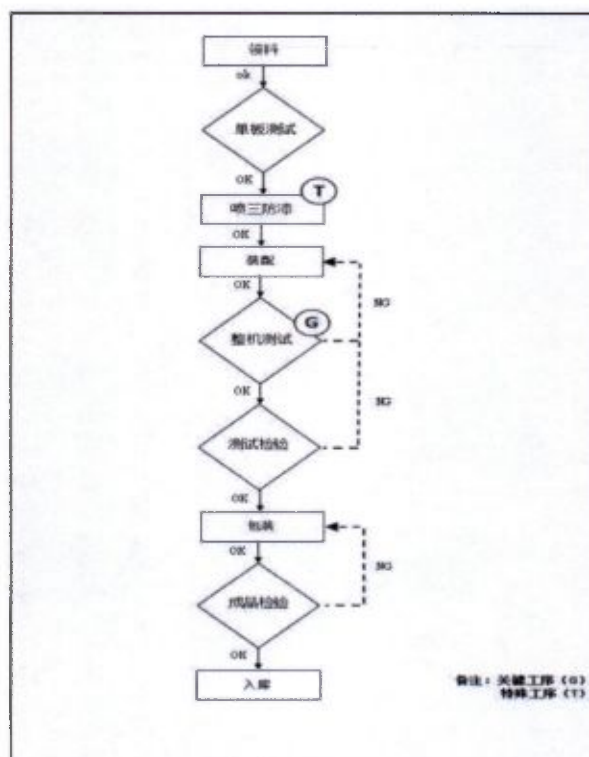 领料
ok
单板测试
OK
T
喷三防漆
OK
装配
OK
NG
G
整机测试
OK
NG
测试检验
OK
包装
OK
NG
成品检验
OK
入库
备注：关键工序（G）
特殊工序（T）